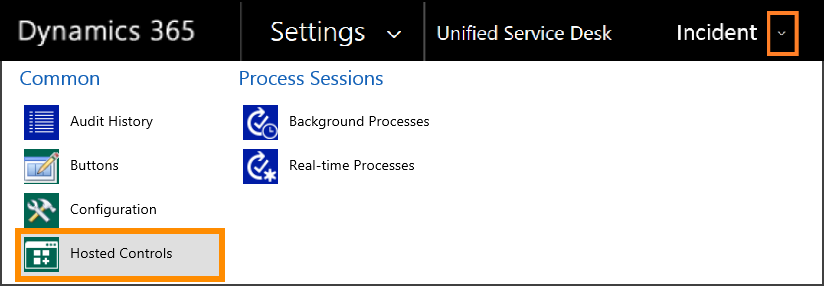 Dynamics 365 Settings Unified Service Desk Incident
Common Process Sessions
Audit History Background Processes
Buttons Real-time Processes
Configuration
Hosted Controls